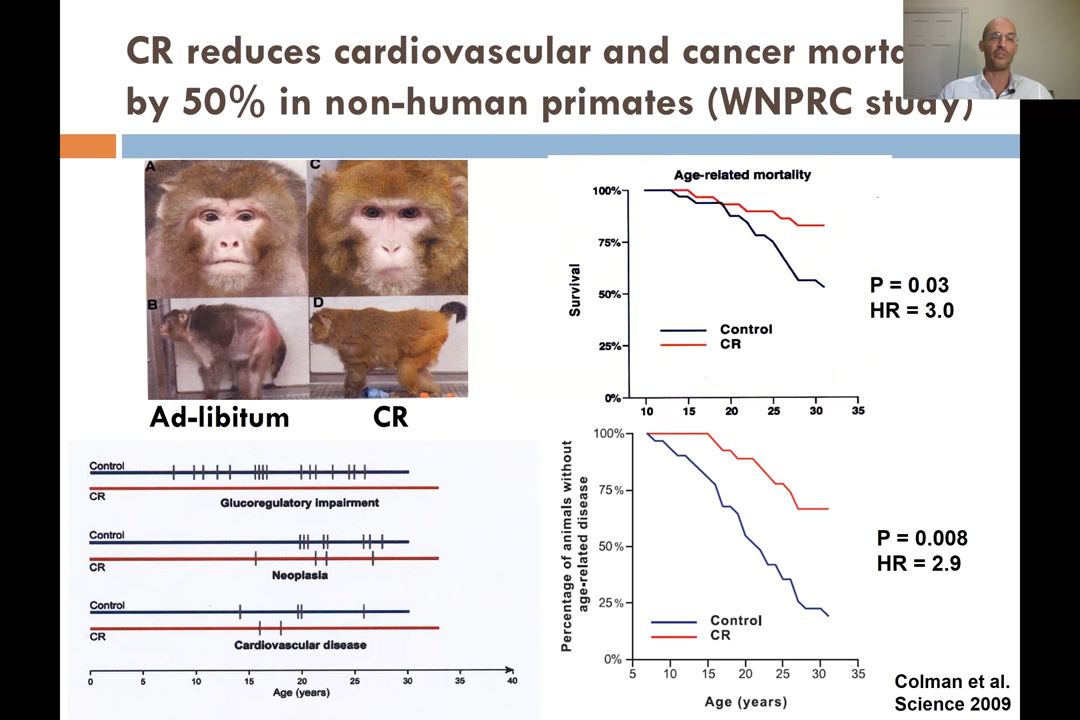 CR reduces cardiovascular and cancer morta
by 50% in non-human primates (WNPRC study)
A
C
B
D
Ad-libitum
CR
Age-related mortality
100%
75%
50%
25%
0%
Survival
Control
CR
10 15 20 25 30 35
P = 0.03
HR = 3.0
Control
CR
Glucoregulatory impairment
Control
CR
Neoplasia
Control
CR
Cardiovascular disease
0 5 10 15 20 25 30 35 40
Age (years)
Percentage of animals without
age-related disease
100%
75%
50%
25%
0%
Control
CR
5 10 15 20 25 30 35
Age (years)
P = 0.008
HR = 2.9
Colman et al.
Science 2009